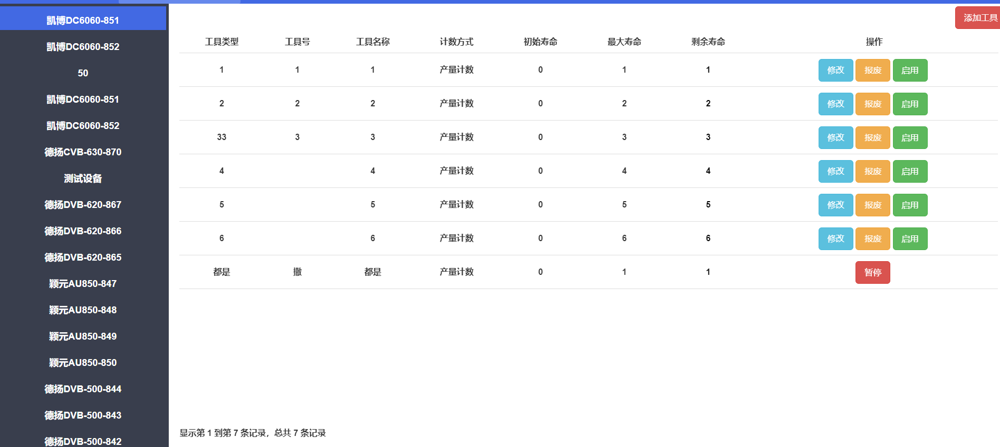 凯博DC6060-851
凯博DC6060-852
50
凯博DC6060-851
凯博DC6060-852
德扬CVB-630-870
测试设备
德扬DVB-620-867
德扬DVB-620-866
德扬DVB-620-865
颖元AU850-847
颖元AU850-848
颖元AU850-849
颖元AU850-850
德扬DVB-500-844
德扬DVB-500-843
德扬DVB-500-842
添加工具
工具类型 工具号 工具名称 计数方式 初始寿命 最大寿命 剩余寿命 操作
1 1 1 产量计数 0 1 1 修改 报废 启用
2 2 2 产量计数 0 2 2 修改 报废 启用
33 3 3 产量计数 0 3 3 修改 报废 启用
4 4 产量计数 0 4 4 修改 报废 启用
5 5 产量计数 0 5 5 修改 报废 启用
6 6 产量计数 0 6 6 修改 报废 启用
都是 撒 都是 产量计数 0 1 1 暂停
显示第 1 到第 7 条记录，总共 7 条记录